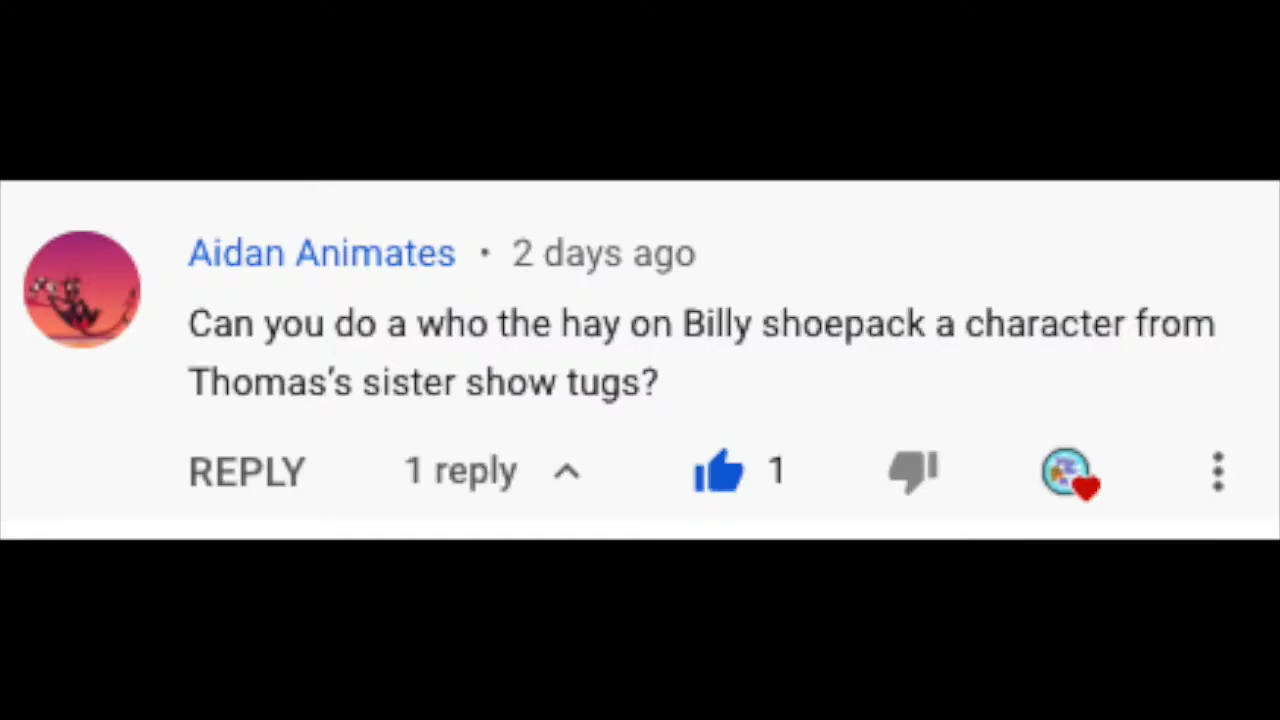 Aidan Animates • 2 days ago
Can you do a who the hay on Billy shoepack a character from
Thomas’s sister show tugs?
REPLY 1 reply 1